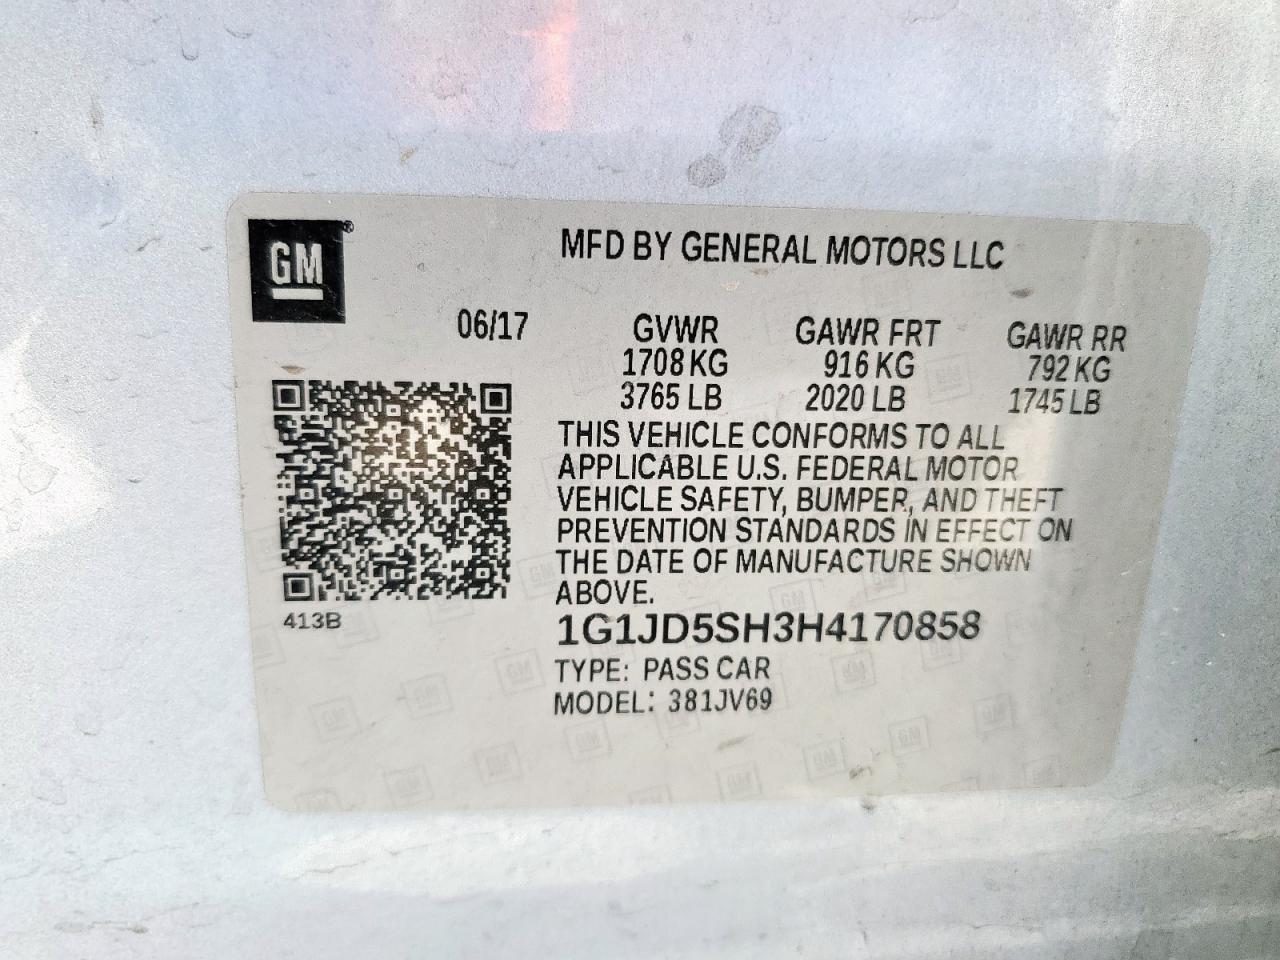 GM®
MFD BY GENERAL MOTORS LLC
06/17
GVWR GAWR FRT GAWR RR
1708 KG 916 KG 792 KG
3765 LB 2020 LB 1745 LB
THIS VEHICLE CONFORMS TO ALL
APPLICABLE U.S. FEDERAL MOTOR
VEHICLE SAFETY, BUMPER, AND THEFT
PREVENTION STANDARDS IN EFFECT ON
THE DATE OF MANUFACTURE SHOWN
ABOVE.
413B
1G1JD5SH3H4170858
TYPE: PASS CAR
MODEL: 381JV69